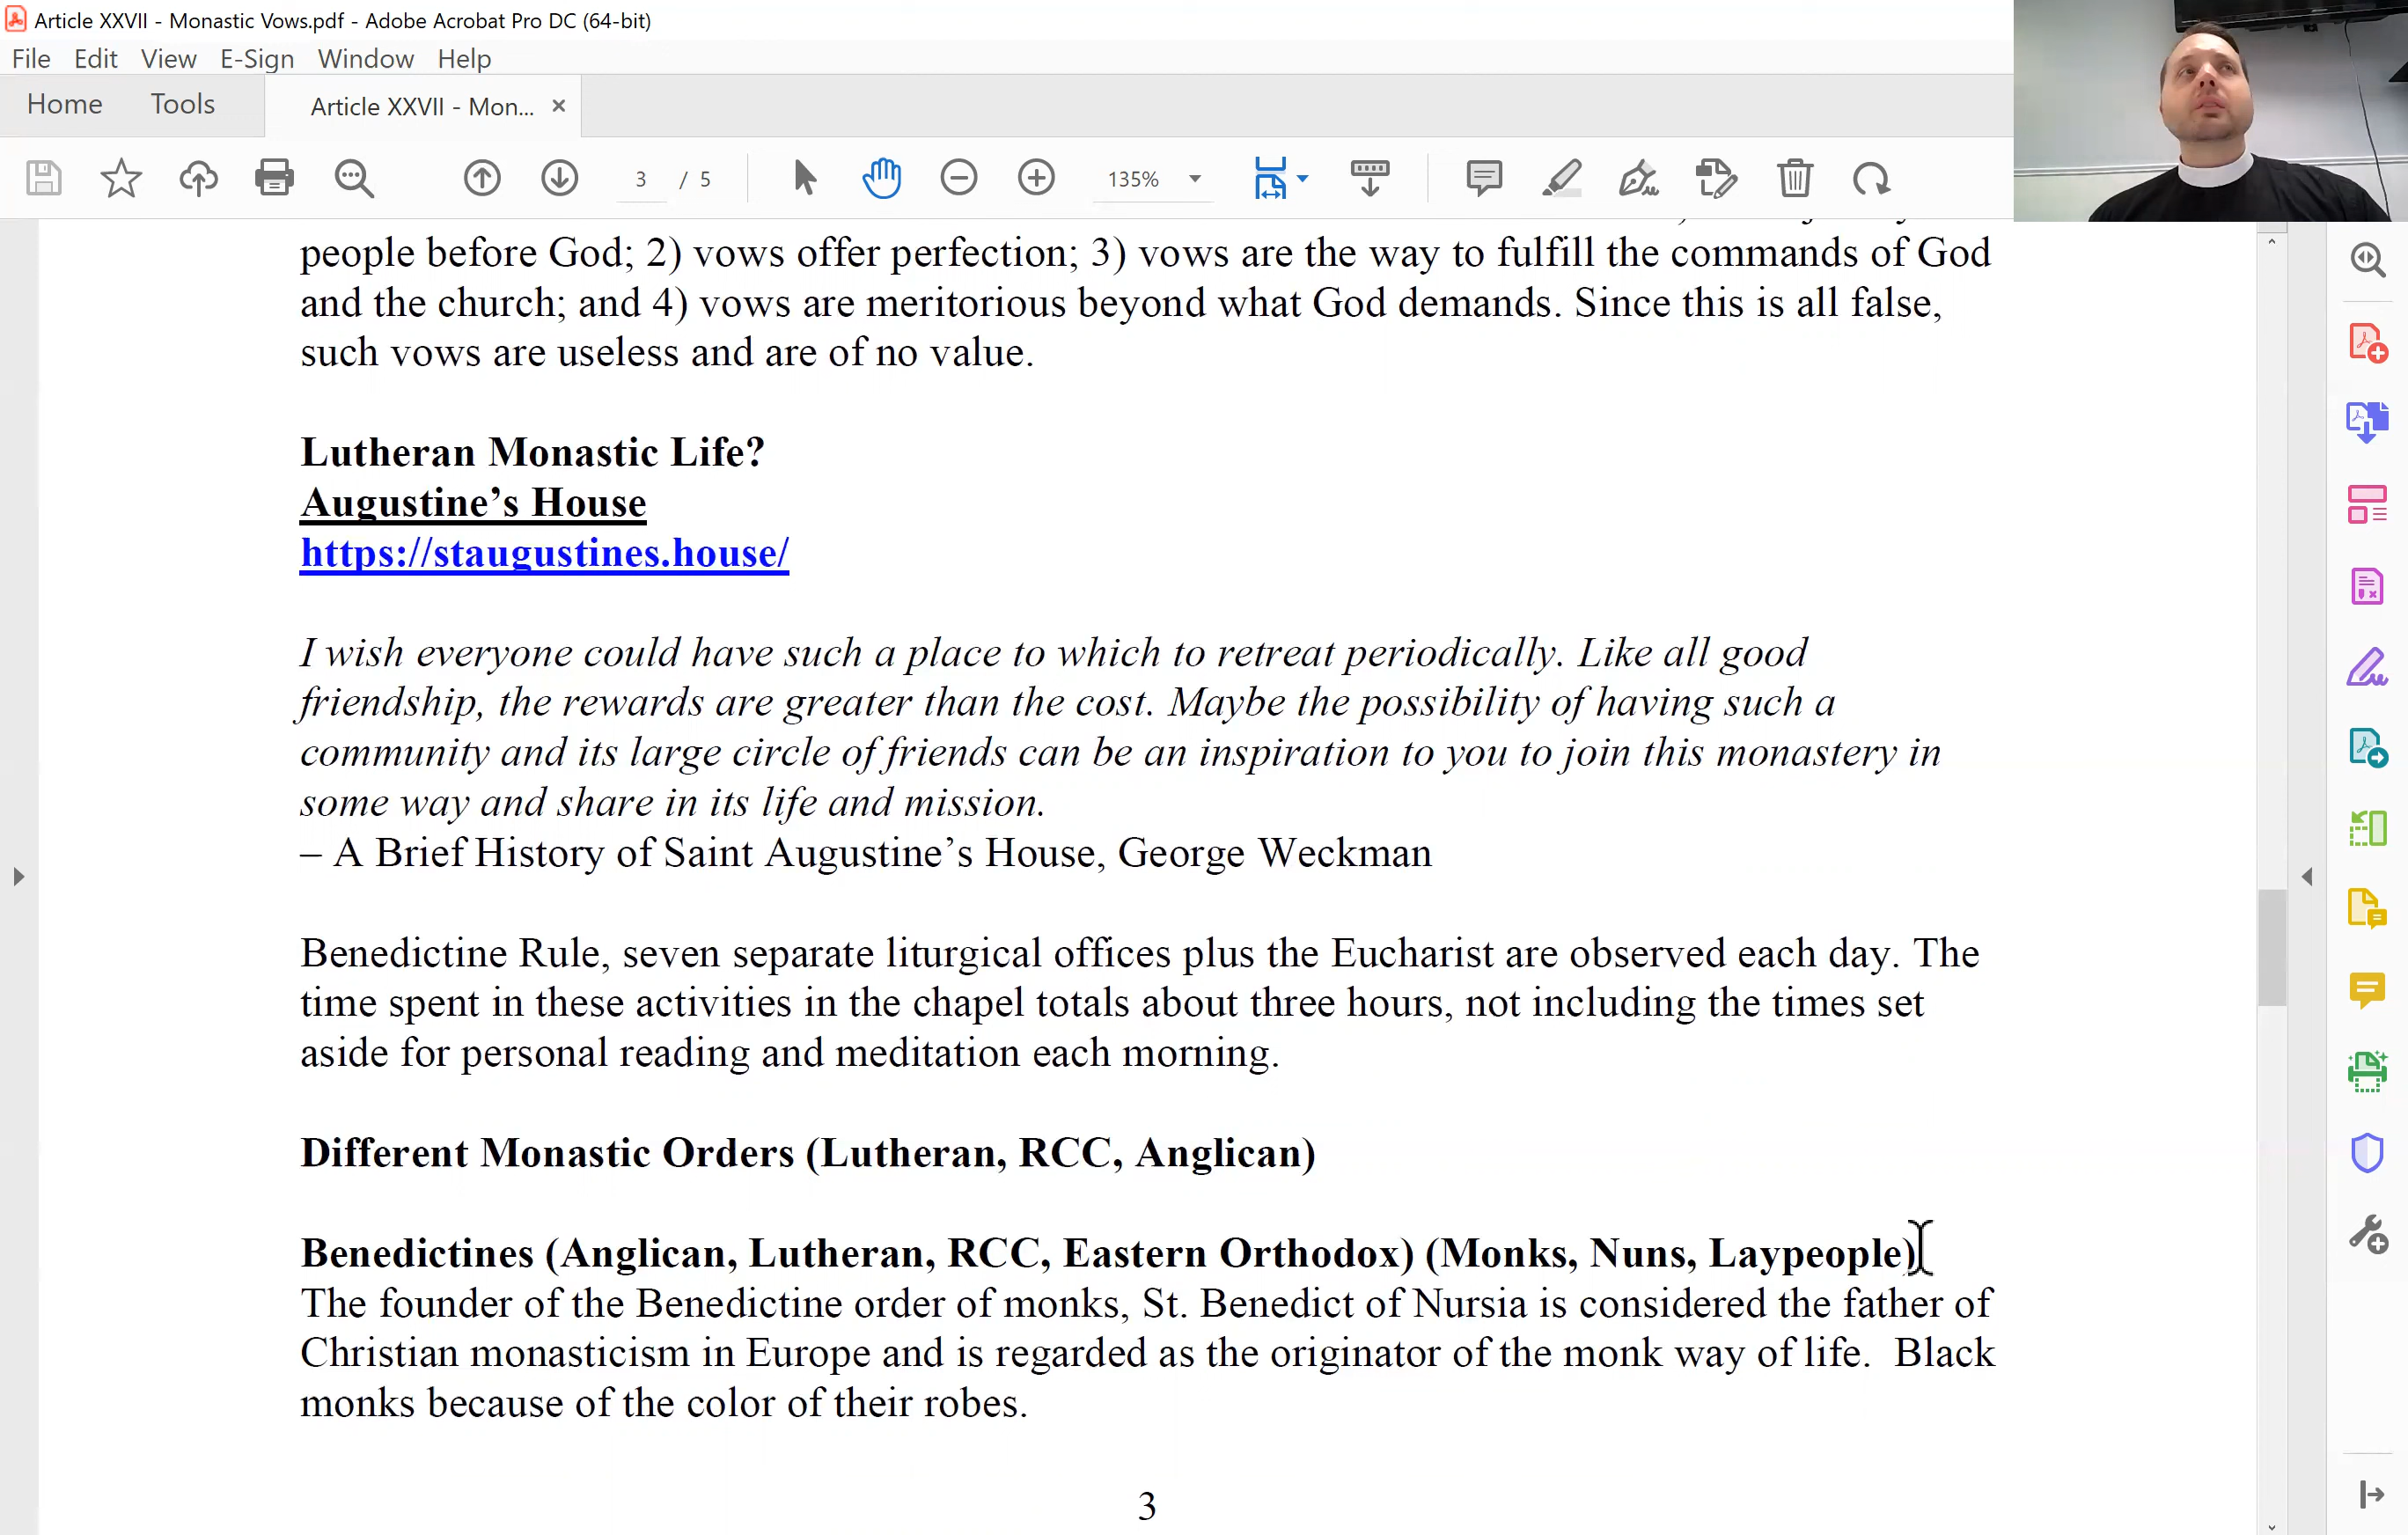 Article XXVII - Monastic Vows.pdf - Adobe Acrobat Pro DC (64-bit)
File Edit View E-Sign Window Help
Home Tools Article XXVII - Mon... ×
3 / 5 135%
people before God; 2) vows offer perfection; 3) vows are the way to fulfill the commands of God
and the church; and 4) vows are meritorious beyond what God demands. Since this is all false,
such vows are useless and are of no value.
Lutheran Monastic Life?
Augustine’s House
https://staugustines.house/
I wish everyone could have such a place to which to retreat periodically. Like all good
friendship, the rewards are greater than the cost. Maybe the possibility of having such a
community and its large circle of friends can be an inspiration to you to join this monastery in
some way and share in its life and mission.
– A Brief History of Saint Augustine’s House, George Weckman
Benedictine Rule, seven separate liturgical offices plus the Eucharist are observed each day. The
time spent in these activities in the chapel totals about three hours, not including the times set
aside for personal reading and meditation each morning.
Different Monastic Orders (Lutheran, RCC, Anglican)
Benedictines (Anglican, Lutheran, RCC, Eastern Orthodox) (Monks, Nuns, Laypeople)
The founder of the Benedictine order of monks, St. Benedict of Nursia is considered the father of
Christian monasticism in Europe and is regarded as the originator of the monk way of life.  Black
monks because of the color of their robes.
3